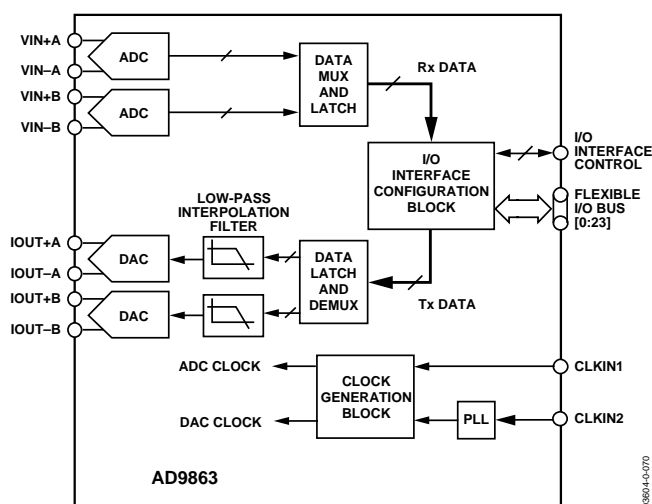 VIN+A
VIN–A
VIN+B
VIN–B
ADC
ADC
DATA
MUX
AND
LATCH
Rx DATA
I/O
INTERFACE
CONFIGURATION
BLOCK
I/O
INTERFACE
CONTROL
FLEXIBLE
I/O BUS
[0:23]
LOW-PASS
INTERPOLATION
FILTER
IOUT+A
IOUT–A
IOUT+B
IOUT–B
DAC
DAC
DATA
LATCH
AND
DEMUX
Tx DATA
ADC CLOCK
DAC CLOCK
CLOCK
GENERATION
BLOCK
PLL
CLKIN1
CLKIN2
AD9863
03604-0-070